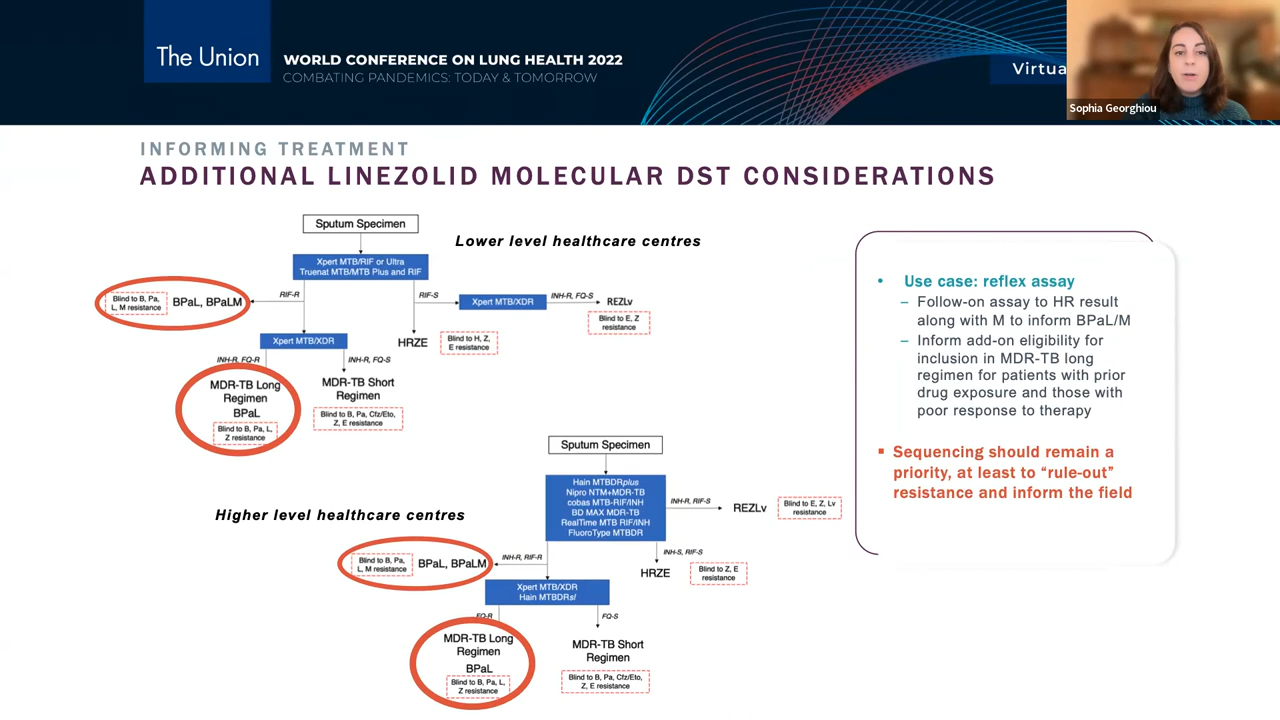 The Union
WORLD CONFERENCE ON LUNG HEALTH 2022
COMBATING PANDEMICS: TODAY & TOMORROW
Virtua
Sophia Georghiou
INFORMING TREATMENT
ADDITIONAL LINEZOLID MOLECULAR DST CONSIDERATIONS
Sputum Specimen
Lower level healthcare centres
Xpert MTB/RIF or Ultra
Truenat MTB/MTB Plus and RIF
Blind to B, Pa,
L, M resistance
BPaL, BPaLM
RIF-R
RIF-S
Xpert MTB/XDR
INH-R, FQ-S
REZLv
Blind to E, Z
resistance
Xpert MTB/XDR
HRZE
Blind to H, Z,
E resistance
INH-R, FQ-R
INH-R, FQ-S
MDR-TB Long
Regimen
BPaL
Blind to B, Pa, L,
Z resistance
MDR-TB Short
Regimen
Blind to B, Pa, Cfz/Eto,
Z, E resistance
Sputum Specimen
Higher level healthcare centres
Hain MTBDRplus
Nipro NTM+MDR-TB
cobas MTB-RIF/INH
BD MAX MDR-TB
RealTime MTB RIF/INH
FluoroType MTBDR
INH-R, RIF-S
REZLv
Blind to E, Z, Lv
resistance
Blind to B, Pa,
L, M resistance
BPaL, BPaLM
INH-R, RIF-R
INH-S, RIF-S
HRZE
Blind to Z, E
resistance
Xpert MTB/XDR
Hain MTBDRsl
FQ-R
FQ-S
MDR-TB Long
Regimen
BPaL
Blind to B, Pa, L,
Z resistance
MDR-TB Short
Regimen
Blind to B, Pa, Cfz/Eto,
Z, E resistance
• Use case: reflex assay
– Follow-on assay to HR result
along with M to inform BPaL/M
– Inform add-on eligibility for
inclusion in MDR-TB long
regimen for patients with prior
drug exposure and those with
poor response to therapy
▪ Sequencing should remain a
priority, at least to “rule-out”
resistance and inform the field